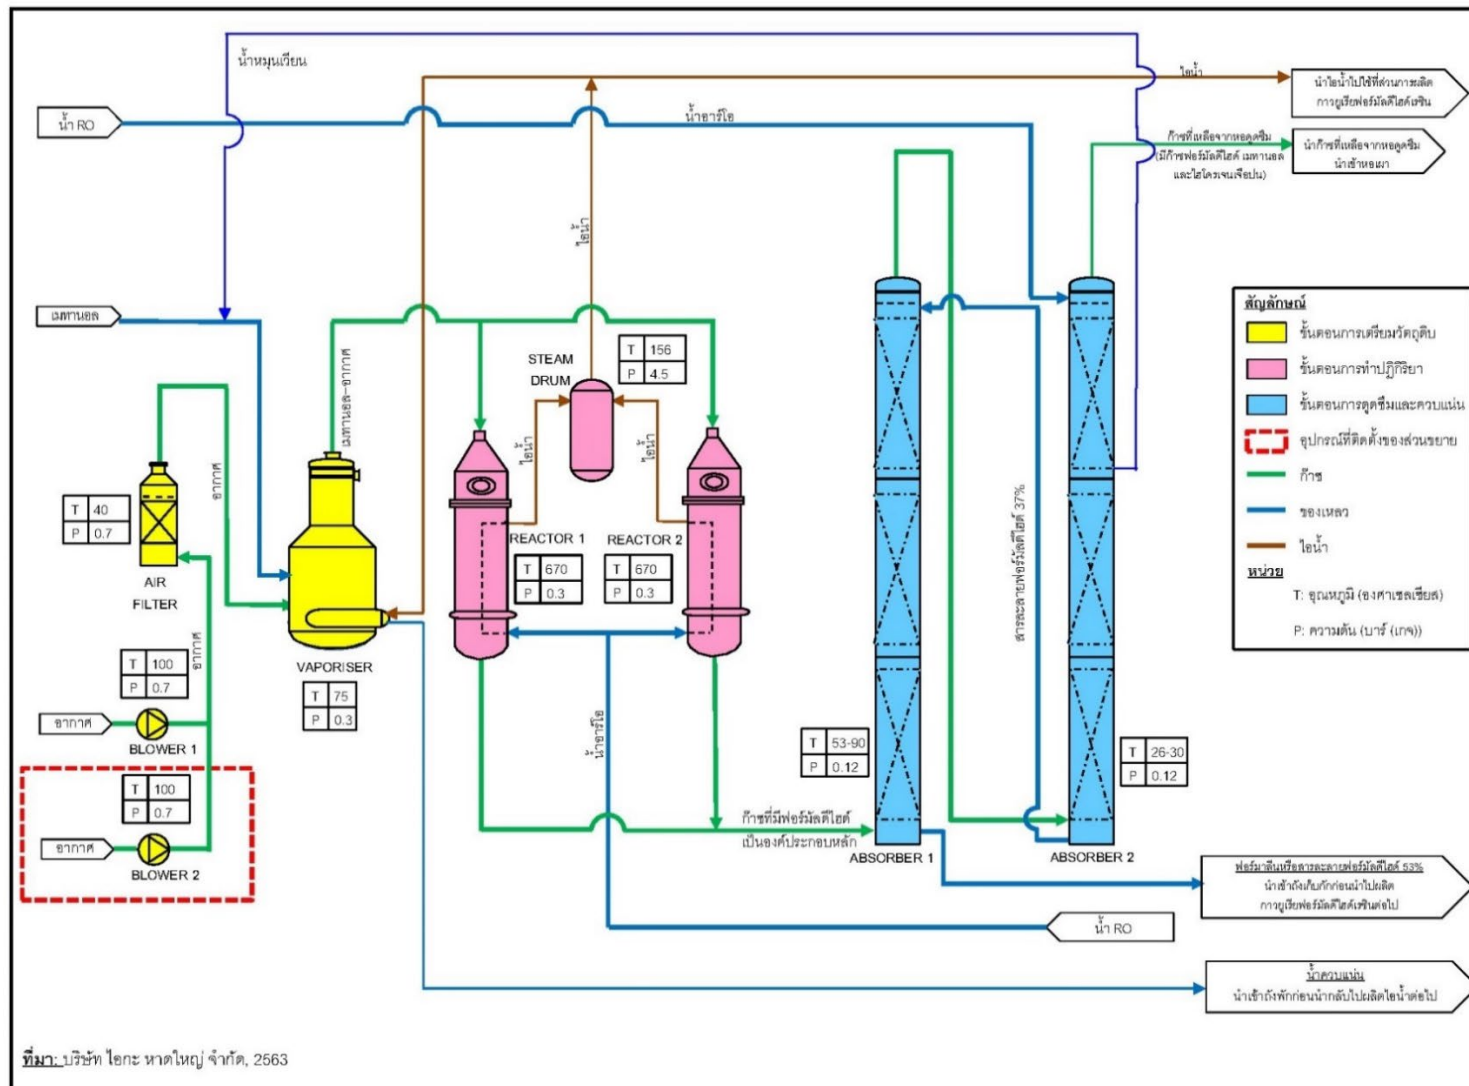 น้ำหมุนเวียน
ไอน้ำ
นำไอน้ำไปใช้ที่ส่วนการผลิต
กาวยูเรียฟอร์มัลดีไฮด์เรซิน
น้ำ RO
น้ำอาร์โอ
ก๊าซที่เหลือจากหอดูดซึม
(มีก๊าซฟอร์มัลดีไฮด์ เมทานอล
และไฮโดรเจนเจือปน)
นำก๊าซที่เหลือจากหอดูดซึม
นำเข้าหอเผา
ไอน้ำ
เมทานอล
เมทานอล-อากาศ
STEAM
DRUM
T 156
P 4.5
ไอน้ำ
ไอน้ำ
อากาศ
T 40
P 0.7
AIR
FILTER
อากาศ
VAPORISER
T 75
P 0.3
REACTOR 1
T 670
P 0.3
REACTOR 2
T 670
P 0.3
น้ำอาร์โอ
สารละลายฟอร์มัลดีไฮด์ 37%
T 100
P 0.7
อากาศ
BLOWER 1
T 100
P 0.7
อากาศ
BLOWER 2
T 53-90
P 0.12
ABSORBER 1
T 26-30
P 0.12
ABSORBER 2
ก๊าซที่มีฟอร์มัลดีไฮด์
เป็นองค์ประกอบหลัก
ฟอร์มาลีนหรือสารละลายฟอร์มัลดีไฮด์ 53%
นำเข้าถังเก็บกักก่อนนำไปผลิต
กาวยูเรียฟอร์มัลดีไฮด์เรซินต่อไป
น้ำ RO
น้ำควบแน่น
นำเข้าถังพักก่อนนำกลับไปผลิตไอน้ำต่อไป
สัญลักษณ์
ขั้นตอนการเตรียมวัตถุดิบ
ขั้นตอนการทำปฏิกิริยา
ขั้นตอนการดูดซึมและควบแน่น
อุปกรณ์ที่ติดตั้งของส่วนขยาย
ก๊าซ
ของเหลว
ไอน้ำ
หน่วย
T: อุณหภูมิ (องศาเซลเซียส)
P: ความดัน (บาร์ (เกจ))
ที่มา: บริษัท ไอกะ หาดใหญ่ จำกัด, 2563